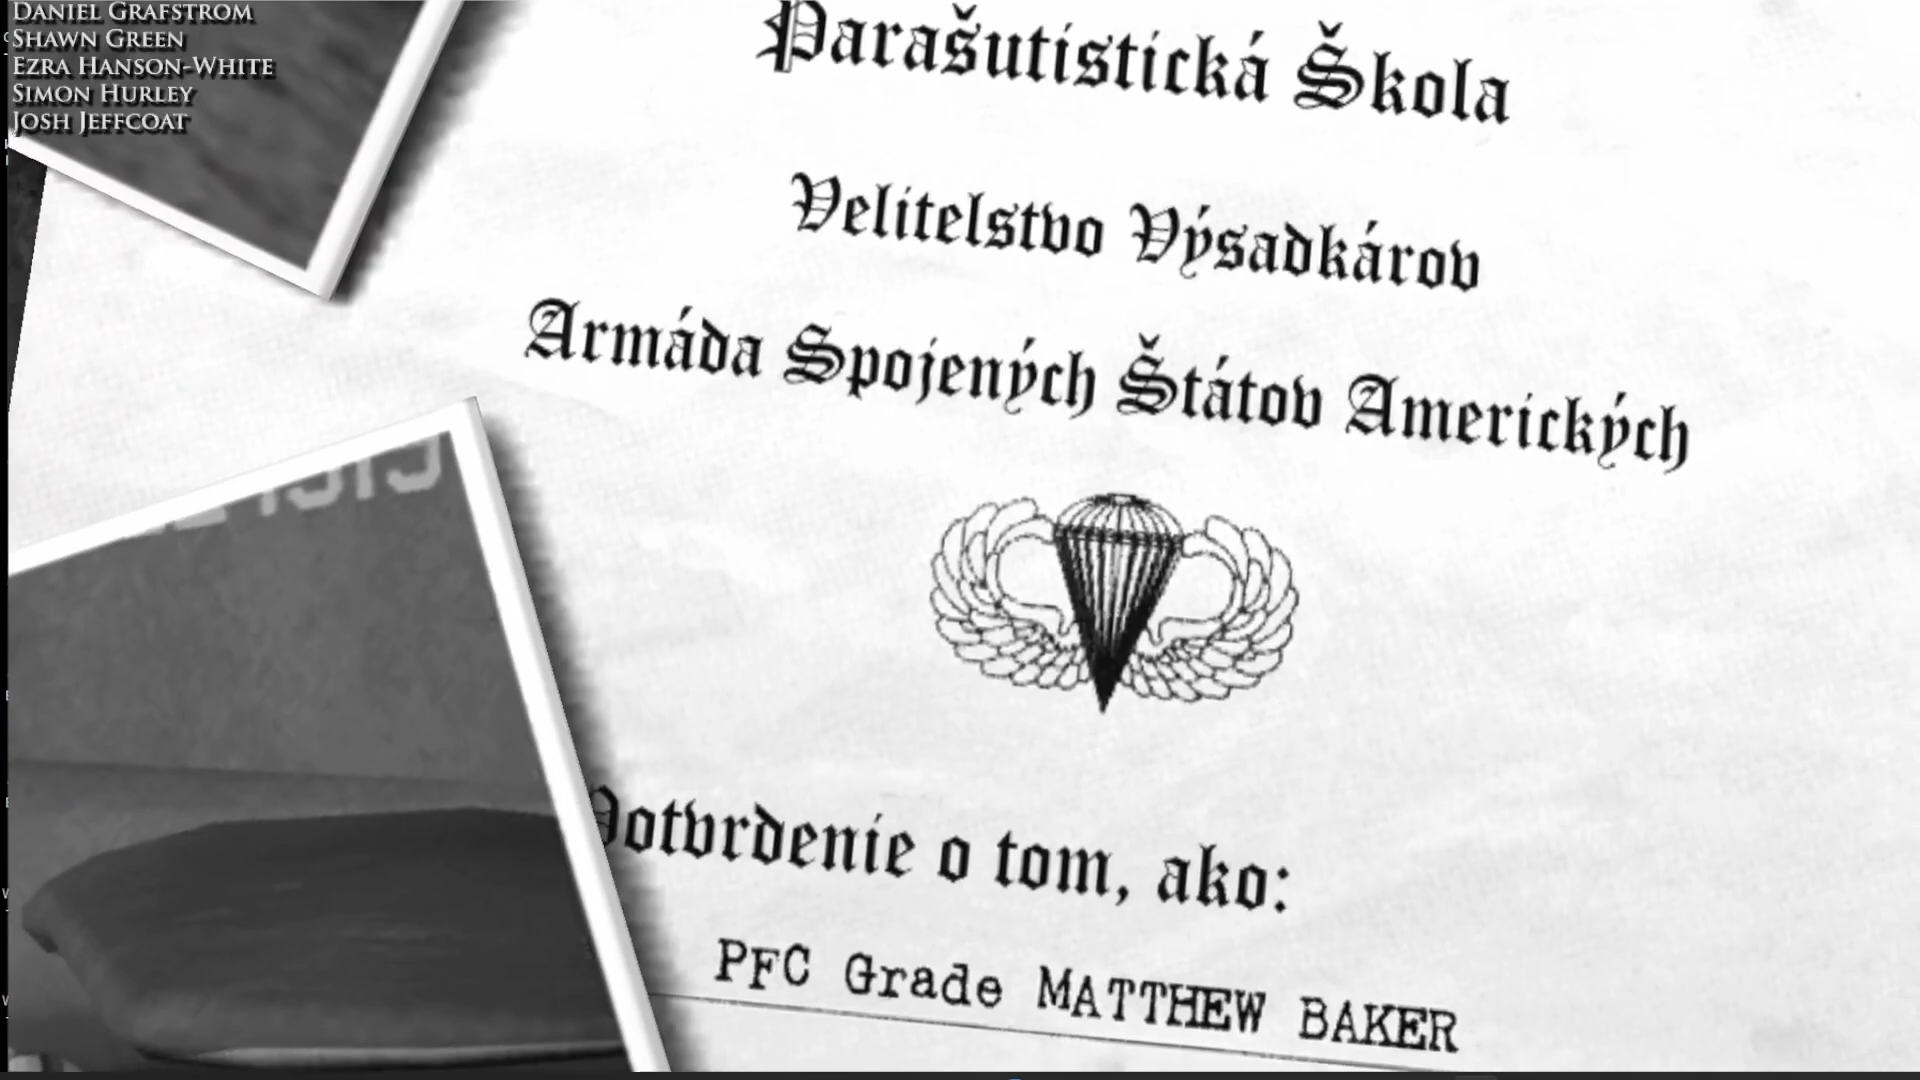 DANIEL GRAFSTROM
SHAWN GREEN
EZRA HANSON-WHITE
SIMON HURLEY
JOSH JEFFCOAT
Parašutistická Škola
Velitelstvo Výsadkárov
Armáda Spojených Štátov Amerických
Potvrdenie o tom, ako:
PFC Grade MATTHEW BAKER